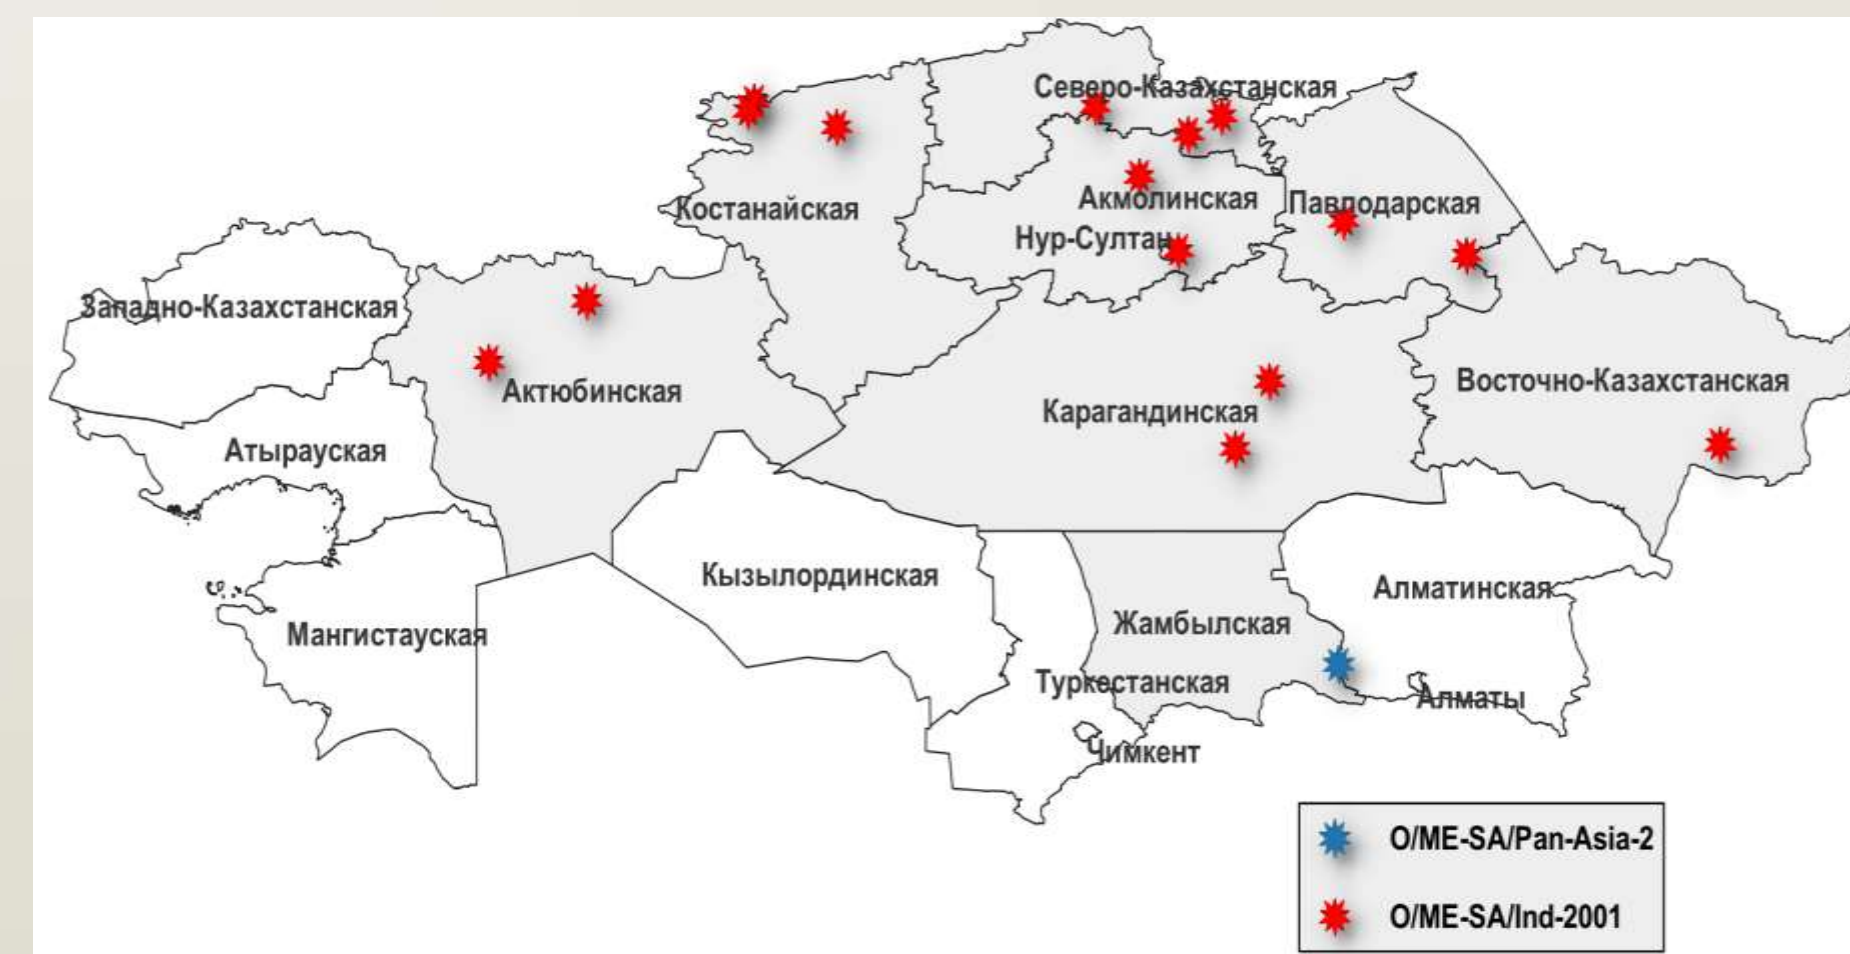 Северо-Казахстанская
Костанайская
Акмолинская
Павлодарская
Нур-Султан
Западно-Казахстанская
Актюбинская
Восточно-Казахстанская
Карагандинская
Атырауская
Кызылординская
Алматинская
Жамбылская
Мангистауская
Туркестанская
Алматы
Чимкент
O/ME-SA/Pan-Asia-2
O/ME-SA/Ind-2001